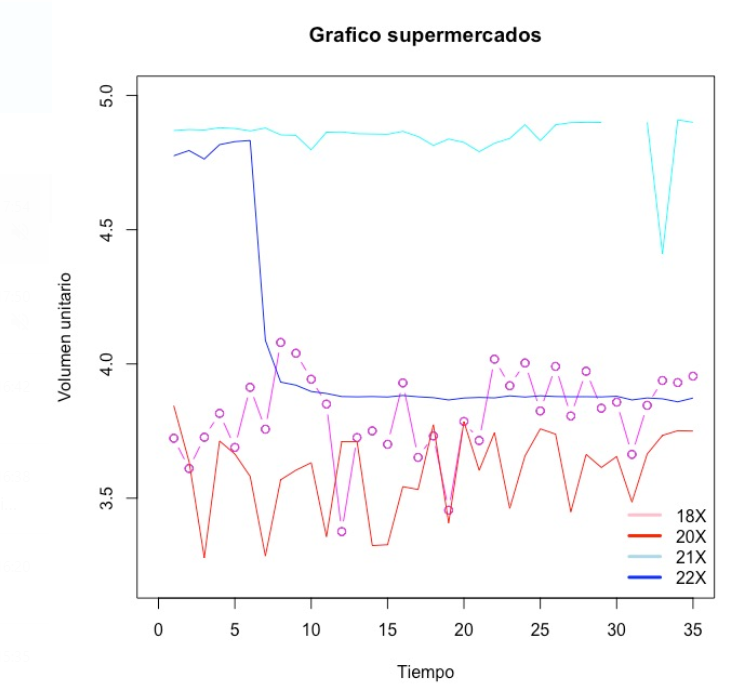 Grafico supermercados
5.0
4.5
4.0
3.5
Volumen unitario
18X
20X
21X
22X
0 5 10 15 20 25 30 35
Tiempo